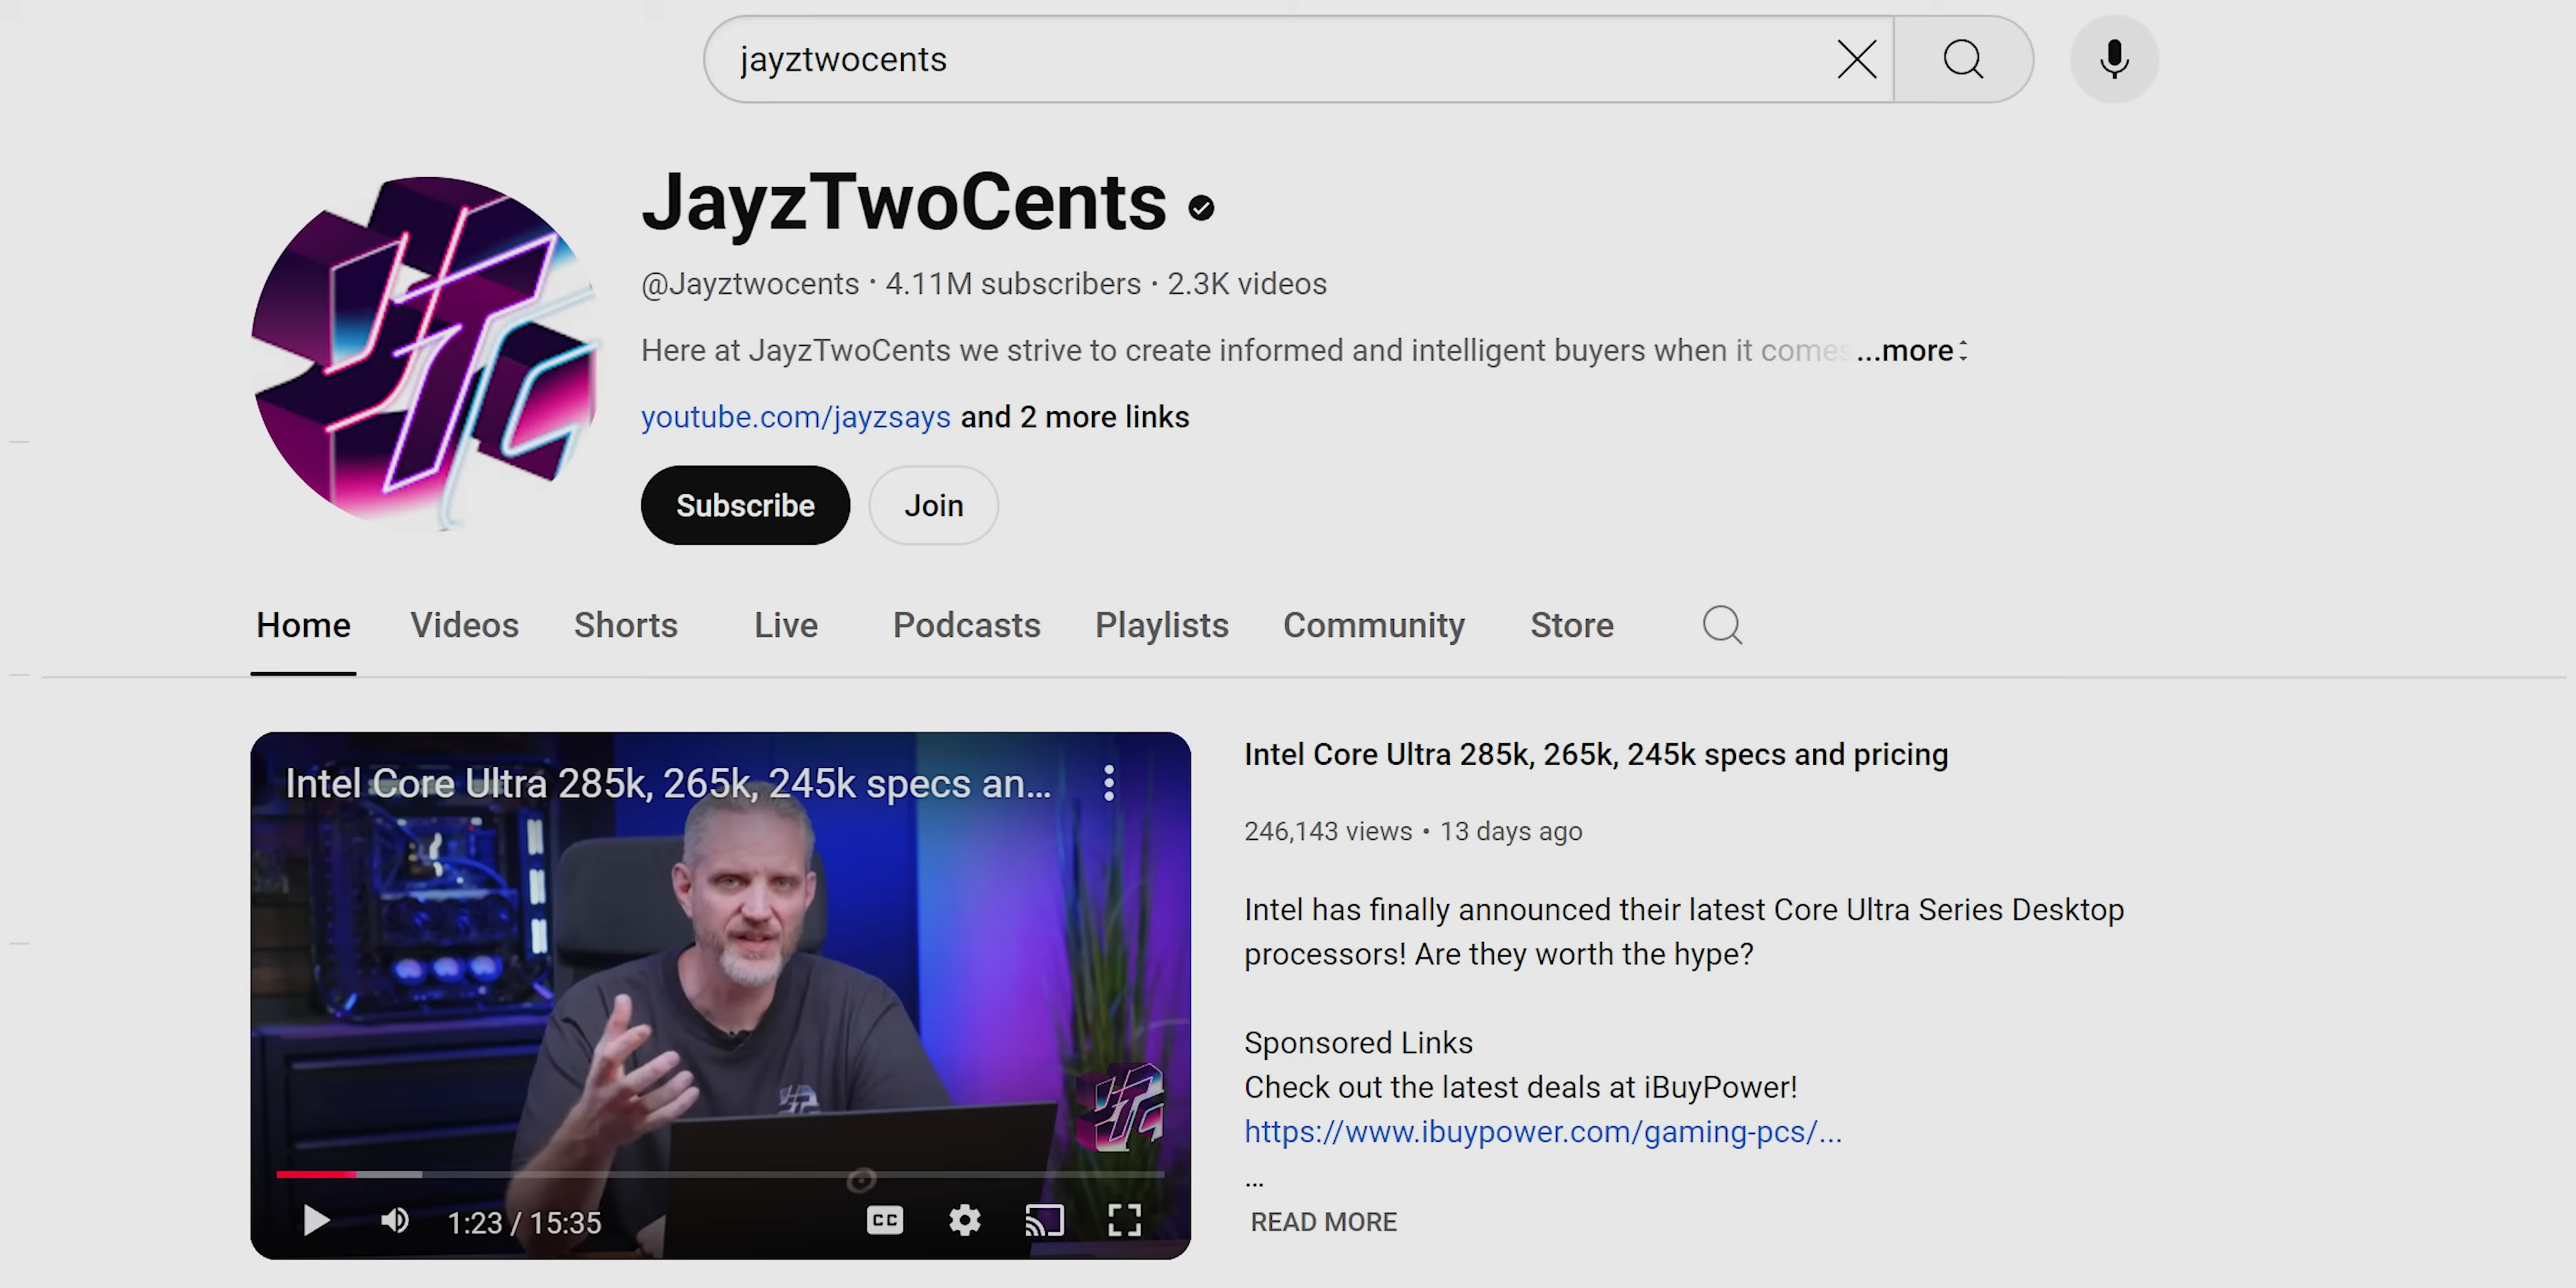 jayztwocents
JayzTwoCents
@Jayztwocents · 4.11M subscribers · 2.3K videos
Here at JayzTwoCents we strive to create informed and intelligent buyers when it comes ...more
youtube.com/jayzsays and 2 more links
Subscribe Join
Home Videos Shorts Live Podcasts Playlists Community Store
Intel Core Ultra 285k, 265k, 245k specs an...
JTC
CC
1:23 / 15:35
Intel Core Ultra 285k, 265k, 245k specs and pricing
246,143 views • 13 days ago
Intel has finally announced their latest Core Ultra Series Desktop
processors! Are they worth the hype?
Sponsored Links
Check out the latest deals at iBuyPower!
https://www.ibuypower.com/gaming-pcs/...
...
READ MORE